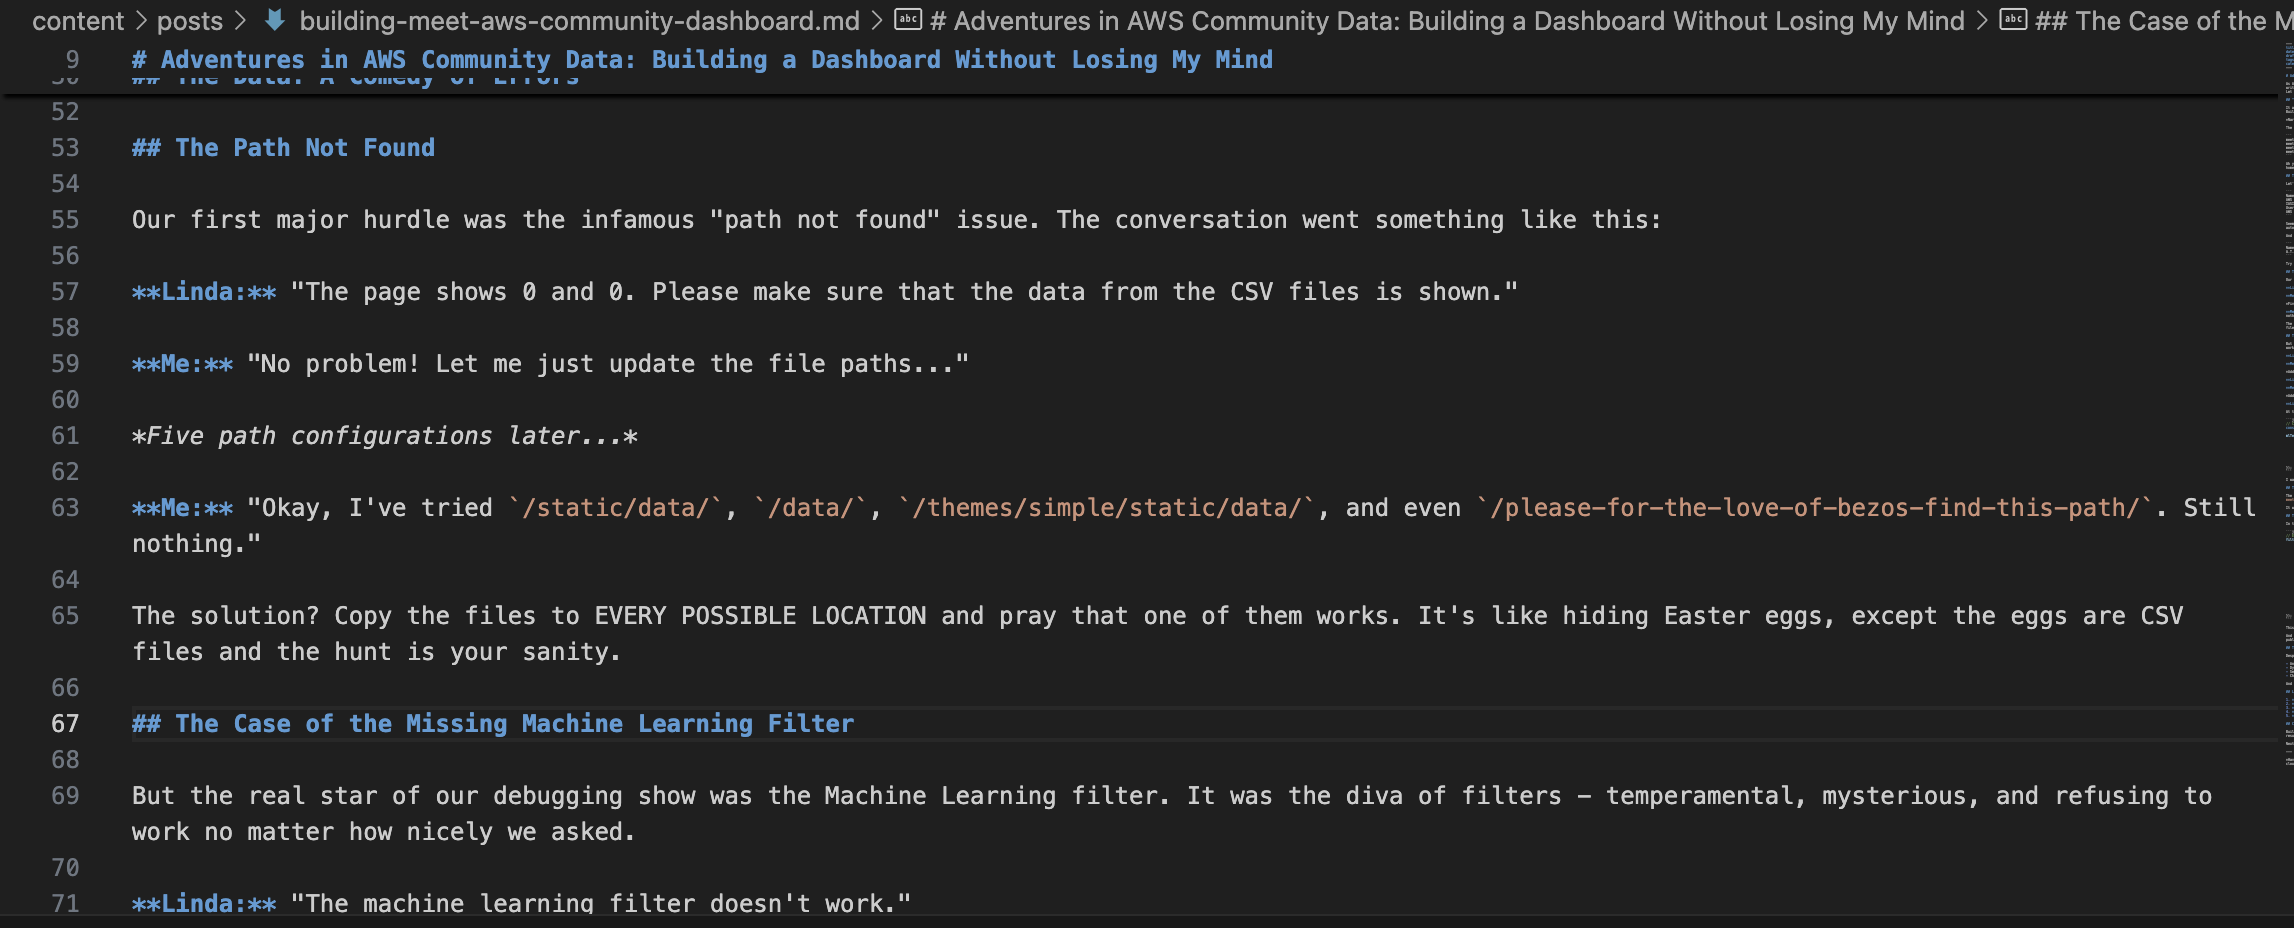 content > posts > building-meet-aws-community-dashboard.md > abc # Adventures in AWS Community Data: Building a Dashboard Without Losing My Mind > abc ## The Case of the M
9 # Adventures in AWS Community Data: Building a Dashboard Without Losing My Mind
50 ## The Data: A Comedy of Errors
52
53 ## The Path Not Found
54
55 Our first major hurdle was the infamous "path not found" issue. The conversation went something like this:
56
57 **Linda:** "The page shows 0 and 0. Please make sure that the data from the CSV files is shown."
58
59 **Me:** "No problem! Let me just update the file paths..."
60
61 *Five path configurations later...*
62
63 **Me:** "Okay, I've tried `/static/data/`, `/data/`, `/themes/simple/static/data/`, and even `/please-for-the-love-of-bezos-find-this-path/`. Still
nothing."
64
65 The solution? Copy the files to EVERY POSSIBLE LOCATION and pray that one of them works. It's like hiding Easter eggs, except the eggs are CSV
files and the hunt is your sanity.
66
67 ## The Case of the Missing Machine Learning Filter
68
69 But the real star of our debugging show was the Machine Learning filter. It was the diva of filters – temperamental, mysterious, and refusing to
work no matter how nicely we asked.
70
71 **Linda:** "The machine learning filter doesn't work."